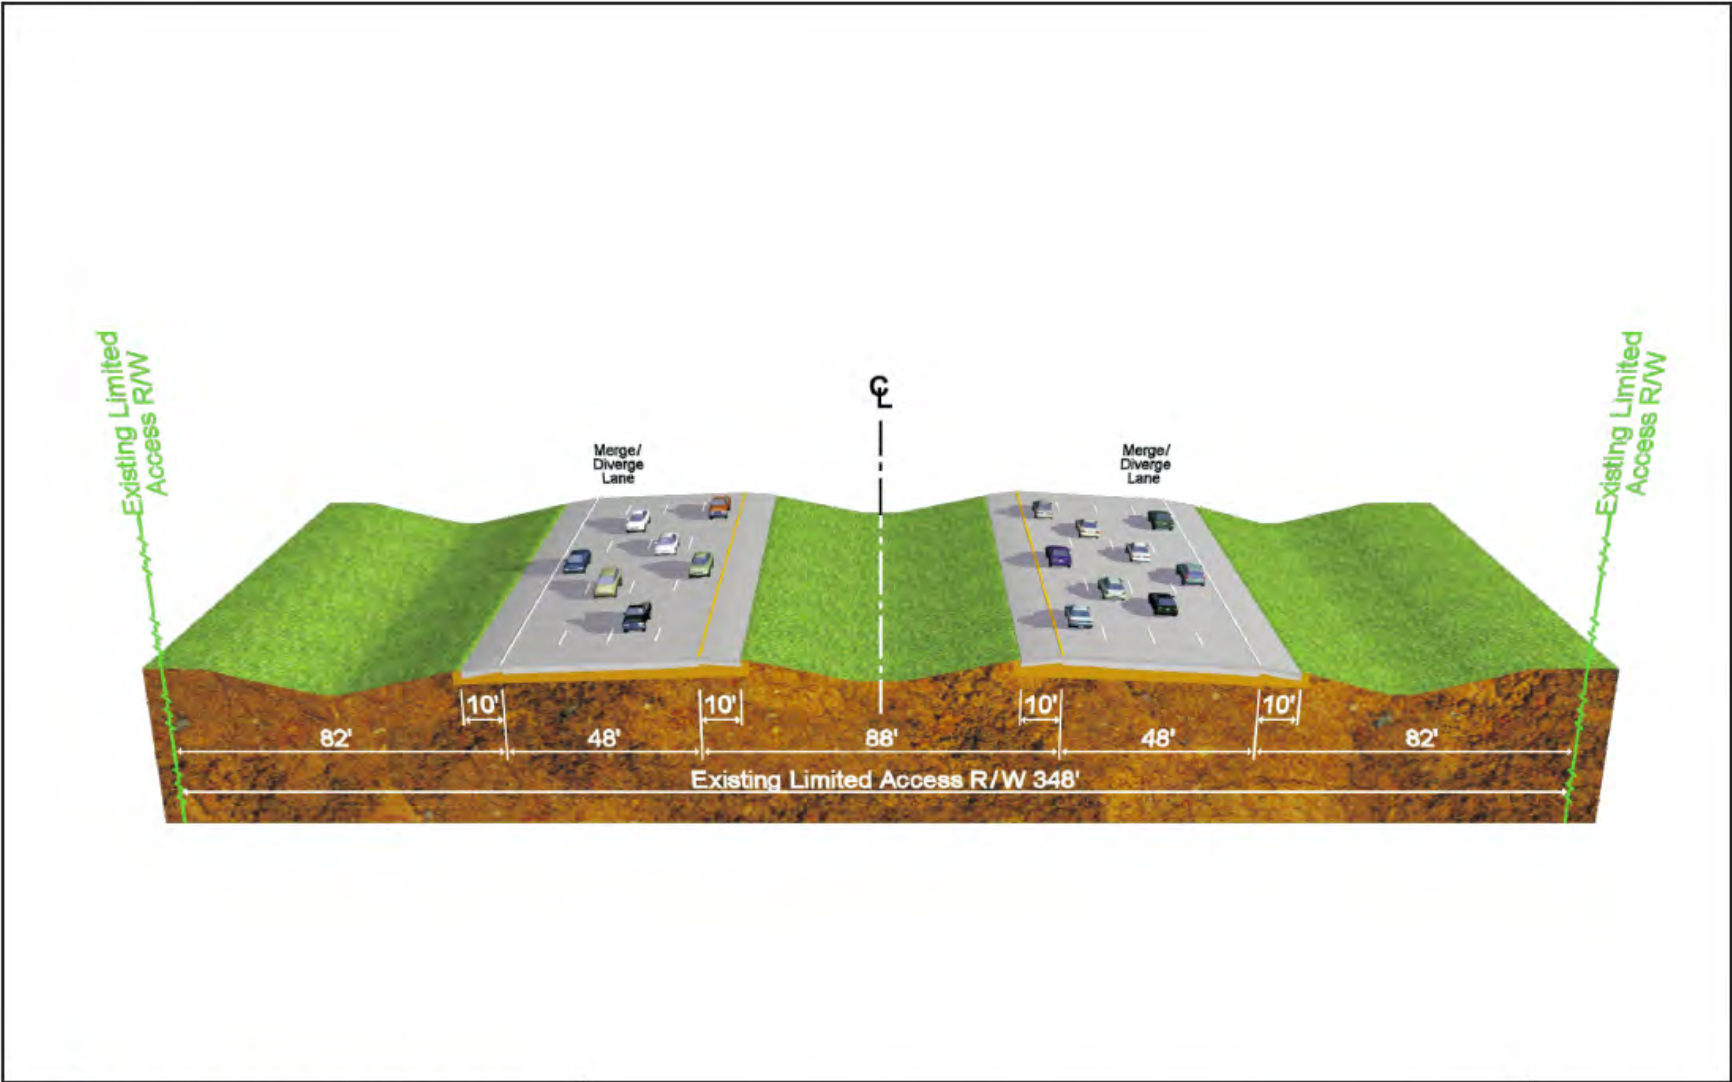 Existing Limited
Access R/W
Existing Limited
Access R/W
℄
Merge/
Diverge
Lane
Merge/
Diverge
Lane
10' 10' 10' 10'
82' 48' 88' 48' 82'
Existing Limited Access R/W 348'